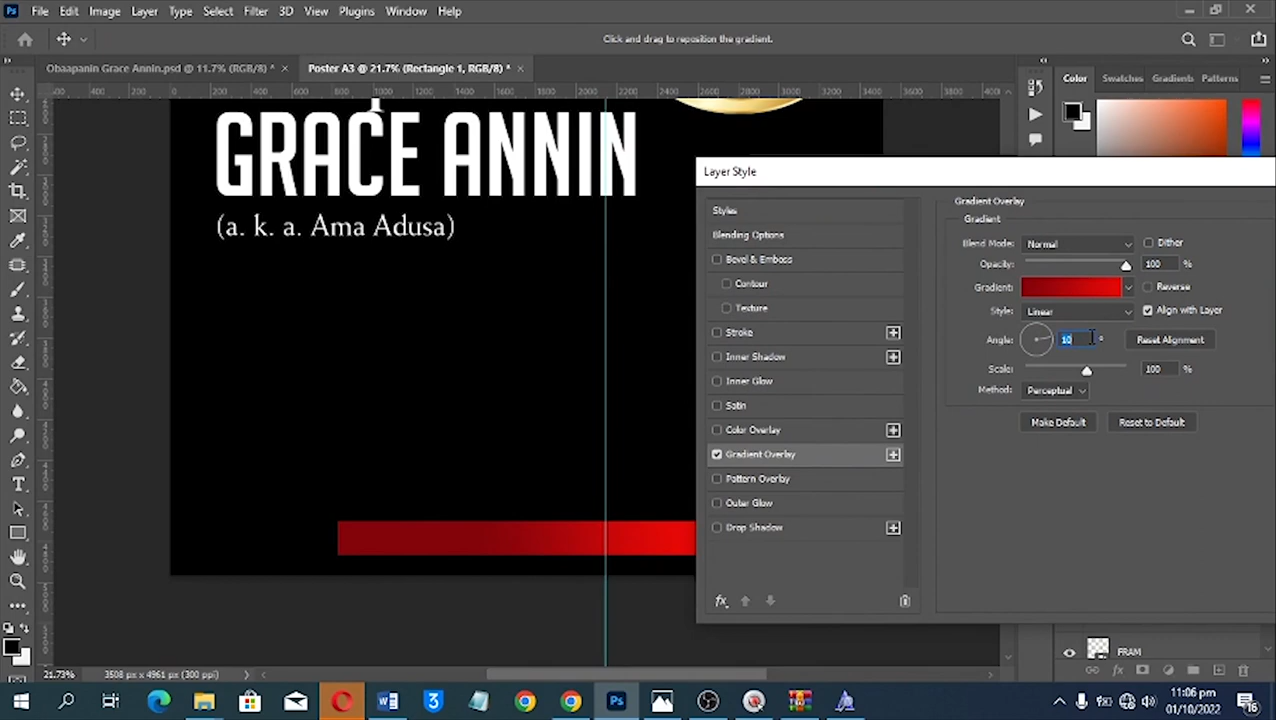 Ps File Edit Image Layer Type Select Filter 3D View Plugins Window Help
Click and drag to reposition the gradient.
Obaapanin Grace Annin.psd @ 11.7% (RGB/8) * × Poster A3 @ 21.7% (Rectangle 1, RGB/8) * ×
Color Swatches Gradients Patterns
GRACE ANNIN
(a. k. a. Ama Adusa)
Layer Style
Styles
Blending Options
Bevel & Emboss
Contour
Texture
Stroke
Inner Shadow
Inner Glow
Satin
Color Overlay
Gradient Overlay
Pattern Overlay
Outer Glow
Drop Shadow
fx
Gradient Overlay
Gradient
Blend Mode: Normal Dither
Opacity: 100 %
Gradient: Reverse
Style: Linear Align with Layer
Angle: 10 ° Reset Alignment
Scale: 100 %
Method: Perceptual
Make Default Reset to Default
FRAM
21.73% 3508 px x 4961 px (300 ppi)
11:06 pm
01/10/2022
16